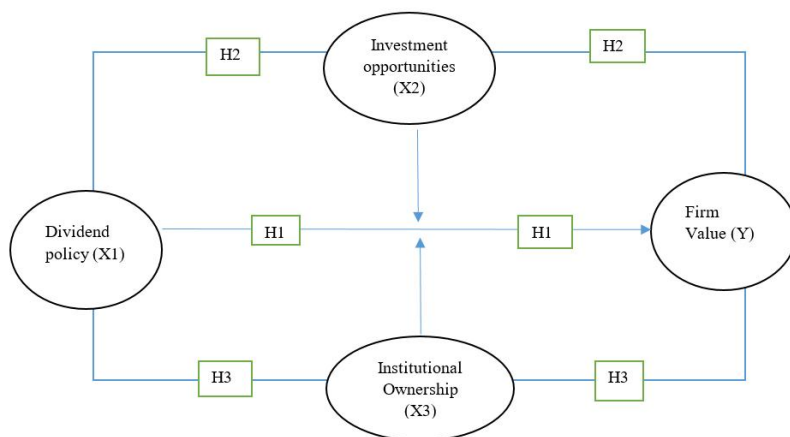 H2
Investment
opportunities
(X2)
H2
Dividend
policy (X1)
H1
H1
Firm
Value (Y)
H3
Institutional
Ownership
(X3)
H3